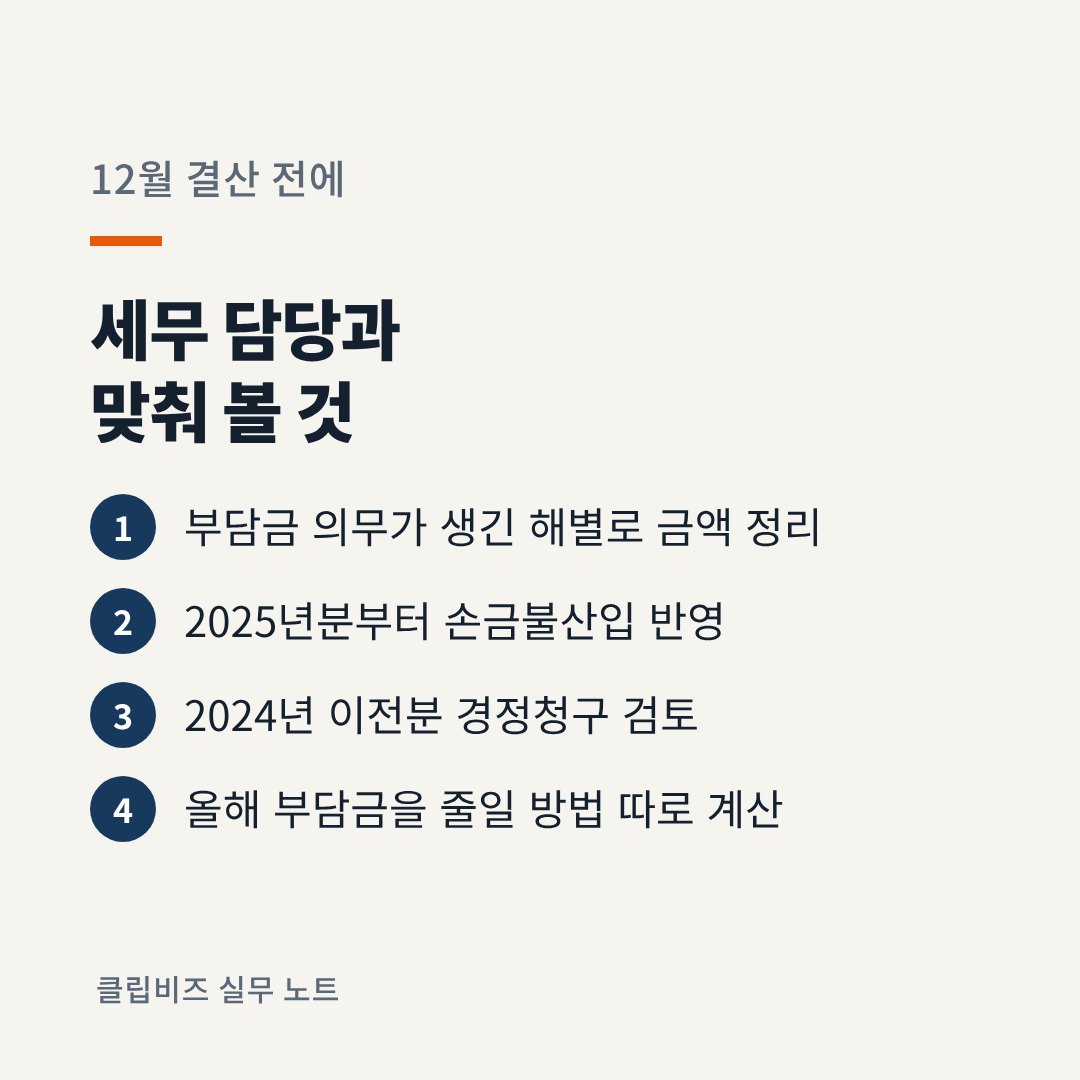 12월 결산 전에
세무 담당과
맞춰 볼 것
1 부담금 의무가 생긴 해별로 금액 정리
2 2025년분부터 손금불산입 반영
3 2024년 이전분 경정청구 검토
4 올해 부담금을 줄일 방법 따로 계산
클립비즈 실무 노트